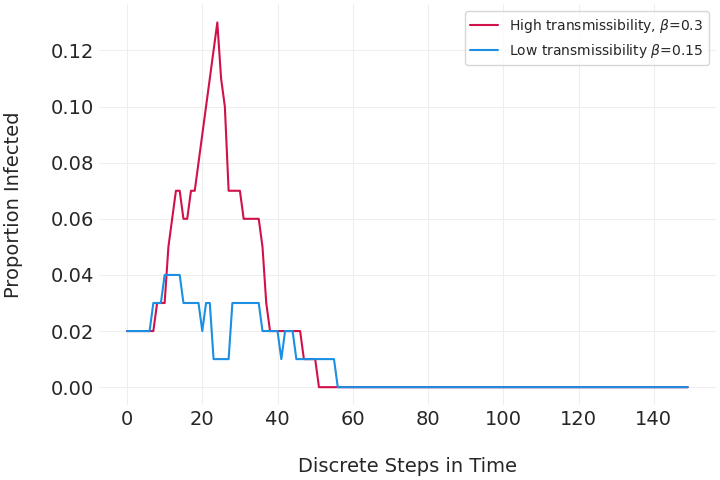 High transmissibility, β=0.3
Low transmissibility β=0.15
Proportion Infected
0.12
0.10
0.08
0.06
0.04
0.02
0.00
0 20 40 60 80 100 120 140
Discrete Steps in Time